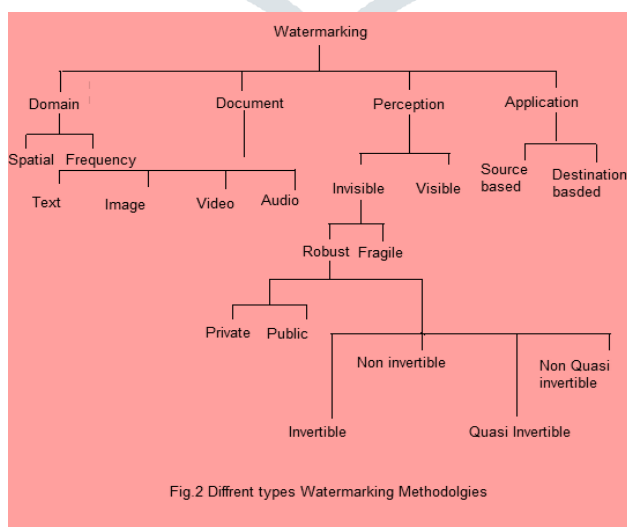 Watermarking
Domain Document Perception Application
Spatial Frequency
Text Image Video Audio
Invisible Visible
Source
based
Destination
basded
Robust Fragile
Private Public
Non invertible
Non Quasi
invertible
Invertible Quasi Invertible
Fig.2 Diffrent types Watermarking Methodolgies